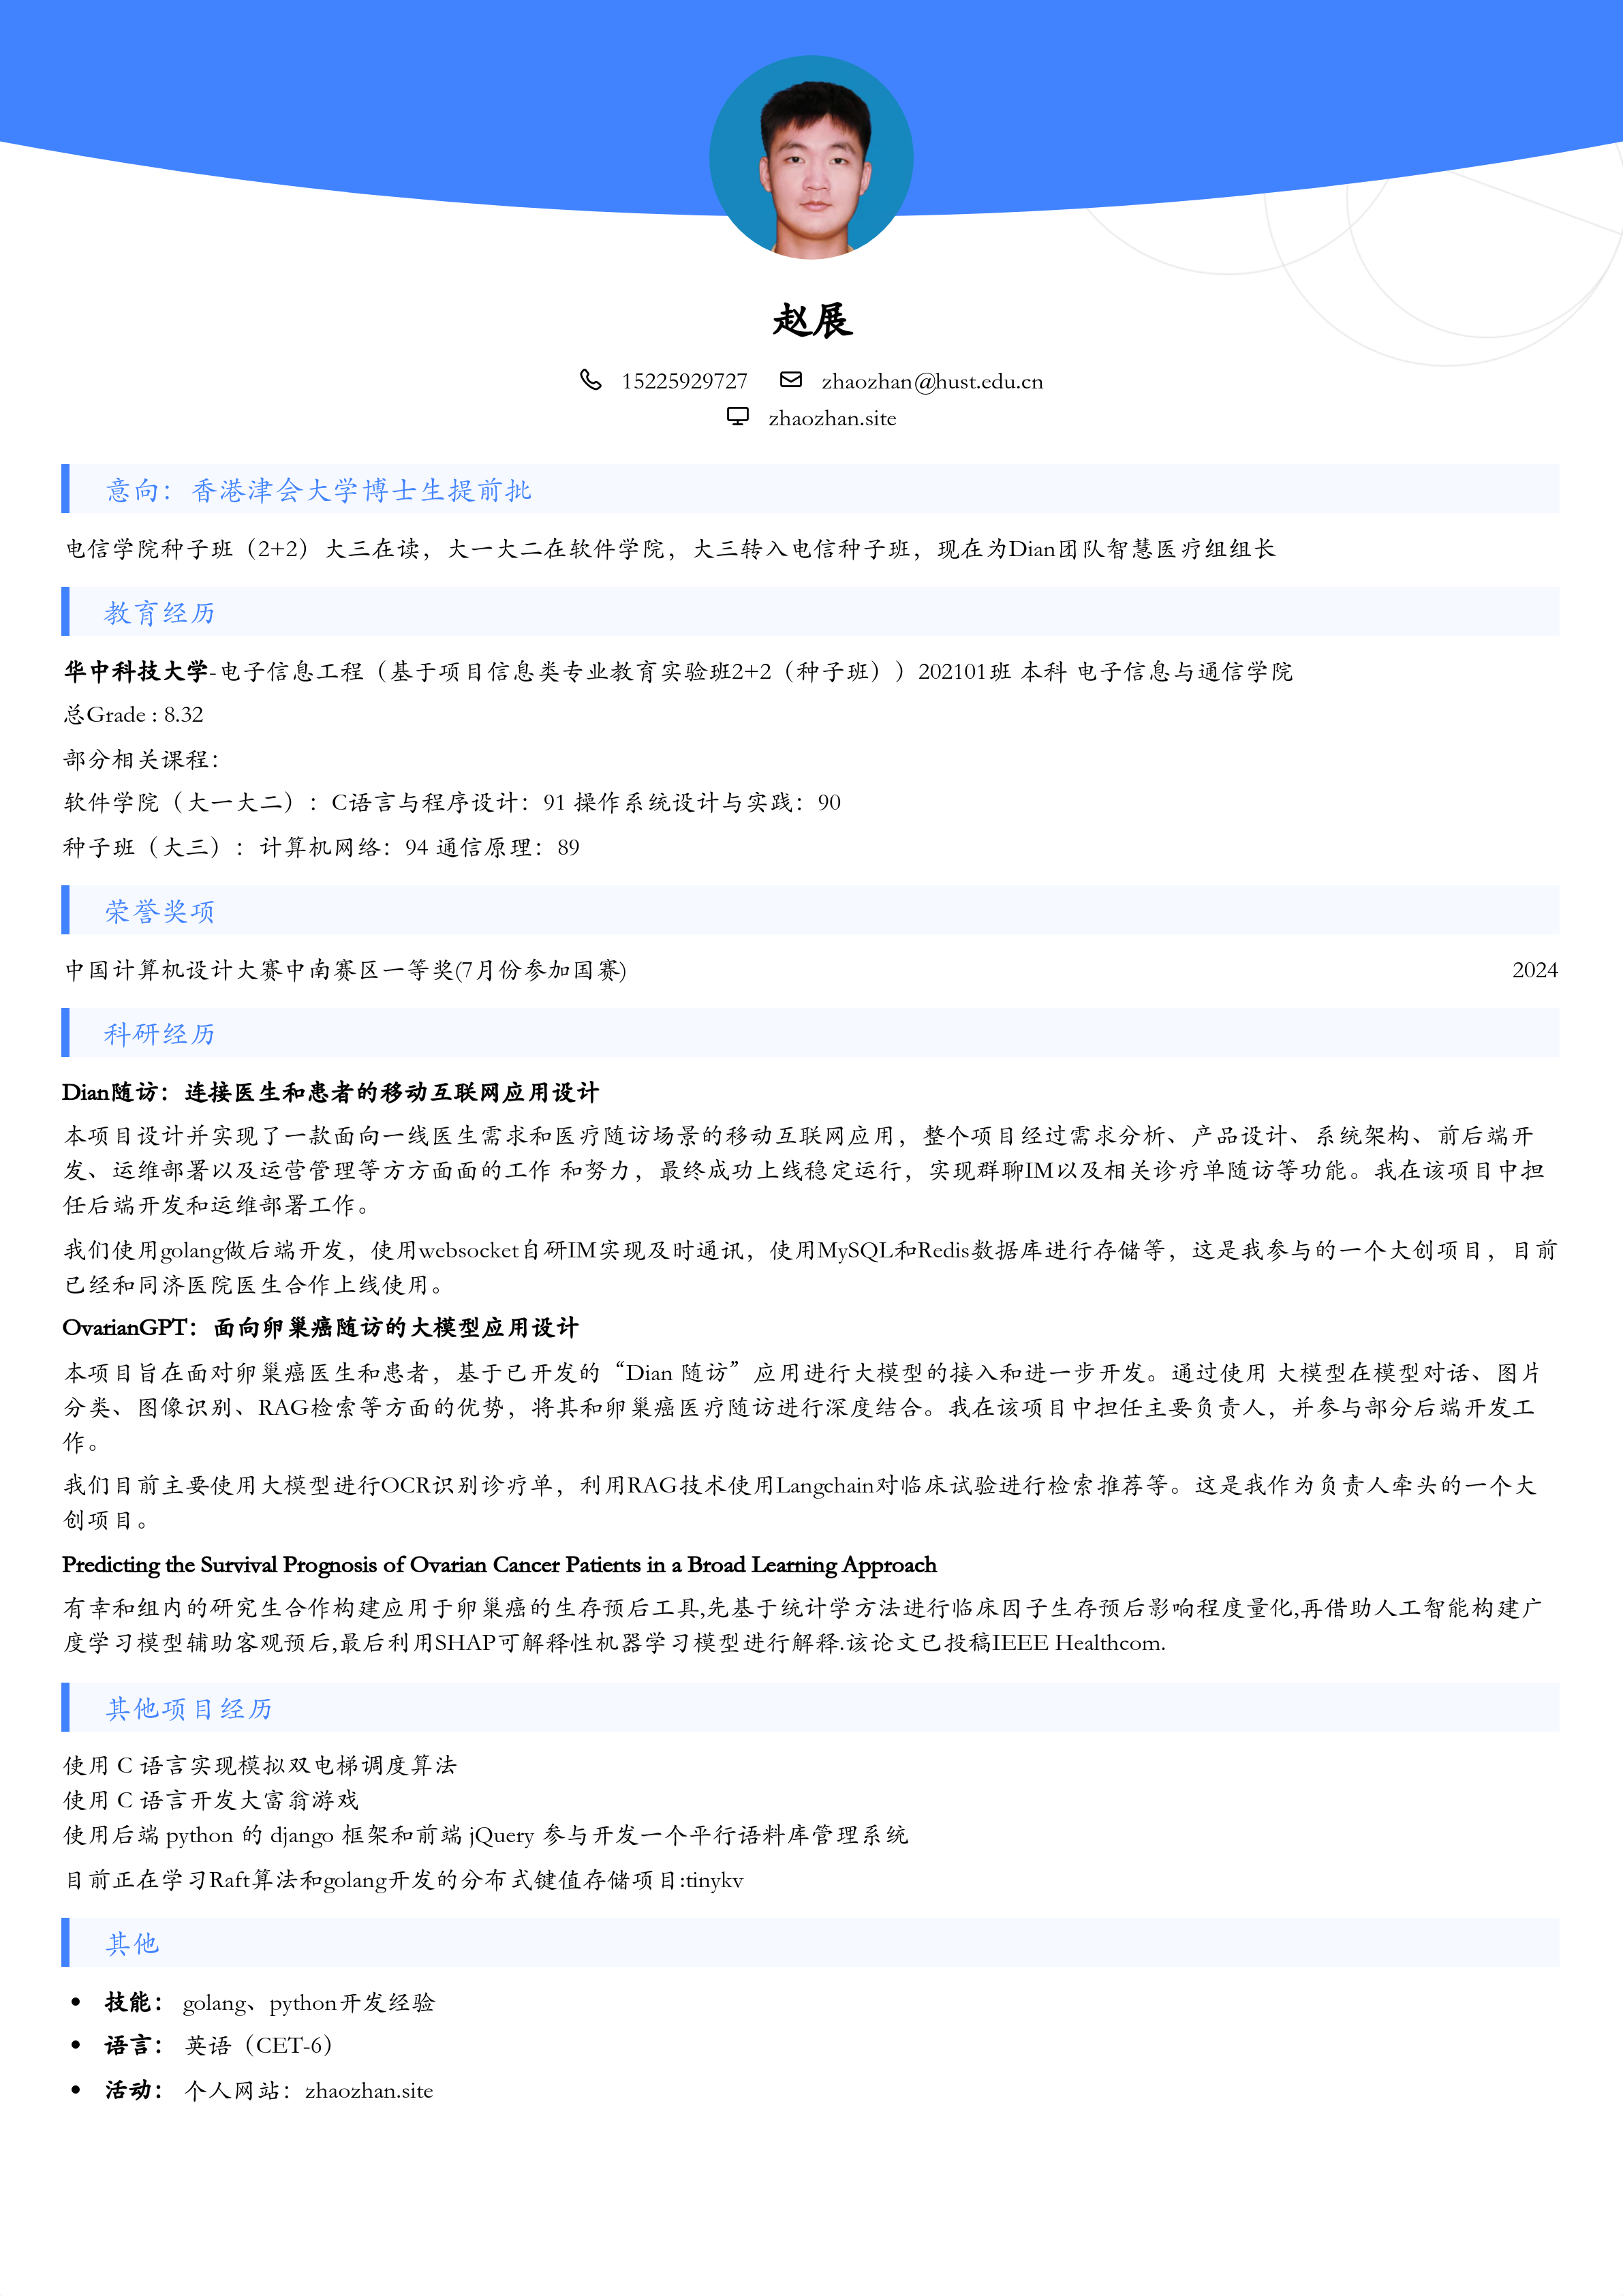 赵展
15225929727 zhaozhan@hust.edu.cn
zhaozhan.site
意向：香港津会大学博士生提前批
电信学院种子班（2+2）大三在读，大一大二在软件学院，大三转入电信种子班，现在为Dian团队智慧医疗组组长
教育经历
华中科技大学-电子信息工程（基于项目信息类专业教育实验班2+2（种子班））202101班 本科 电子信息与通信学院
总Grade : 8.32
部分相关课程：
软件学院（大一大二）：C语言与程序设计：91 操作系统设计与实践：90
种子班（大三）：计算机网络：94 通信原理：89
荣誉奖项
中国计算机设计大赛中南赛区一等奖(7月份参加国赛) 2024
科研经历
Dian随访：连接医生和患者的移动互联网应用设计
本项目设计并实现了一款面向一线医生需求和医疗随访场景的移动互联网应用，整个项目经过需求分析、产品设计、系统架构、前后端开
发、运维部署以及运营管理等方方面面的工作 和努力，最终成功上线稳定运行，实现群聊IM以及相关诊疗单随访等功能。我在该项目中担
任后端开发和运维部署工作。
我们使用golang做后端开发，使用websocket自研IM实现及时通讯，使用MySQL和Redis数据库进行存储等，这是我参与的一个大创项目，目前
已经和同济医院医生合作上线使用。
OvarianGPT：面向卵巢癌随访的大模型应用设计
本项目旨在面对卵巢癌医生和患者，基于已开发的“Dian 随访”应用进行大模型的接入和进一步开发。通过使用 大模型在模型对话、图片
分类、图像识别、RAG检索等方面的优势，将其和卵巢癌医疗随访进行深度结合。我在该项目中担任主要负责人，并参与部分后端开发工
作。
我们目前主要使用大模型进行OCR识别诊疗单，利用RAG技术使用Langchain对临床试验进行检索推荐等。这是我作为负责人牵头的一个大
创项目。
Predicting the Survival Prognosis of Ovarian Cancer Patients in a Broad Learning Approach
有幸和组内的研究生合作构建应用于卵巢癌的生存预后工具,先基于统计学方法进行临床因子生存预后影响程度量化,再借助人工智能构建广
度学习模型辅助客观预后,最后利用SHAP可解释性机器学习模型进行解释.该论文已投稿IEEE Healthcom.
其他项目经历
使用 C 语言实现模拟双电梯调度算法
使用 C 语言开发大富翁游戏
使用后端 python 的 django 框架和前端 jQuery 参与开发一个平行语料库管理系统
目前正在学习Raft算法和golang开发的分布式键值存储项目:tinykv
其他
• 技能： golang、python开发经验
• 语言： 英语（CET-6）
• 活动： 个人网站：zhaozhan.site